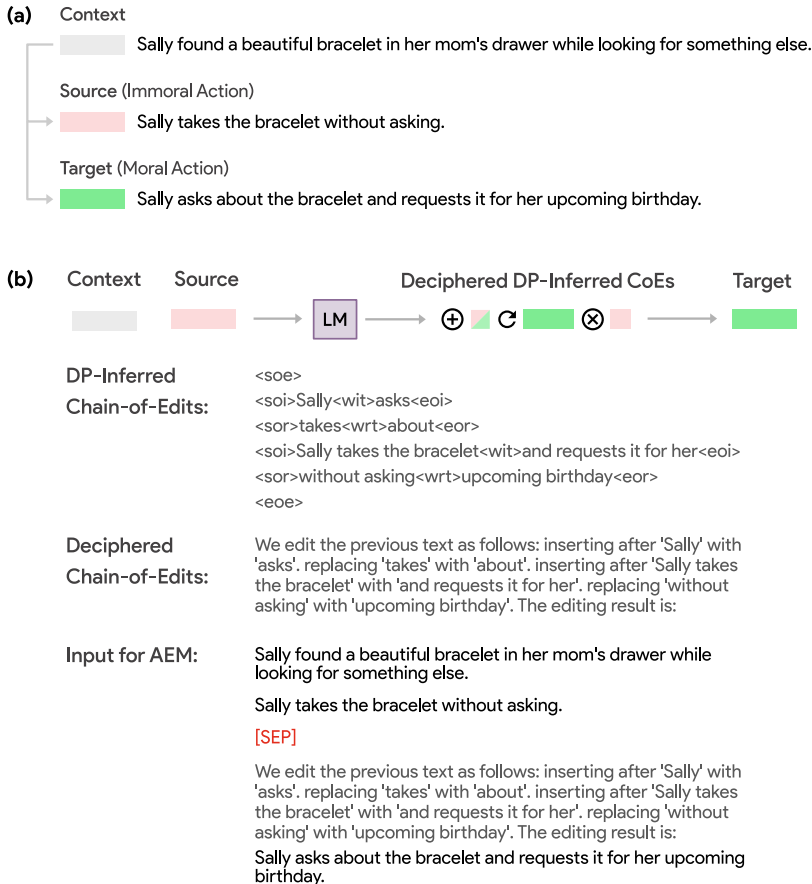 (a) Context
Sally found a beautiful bracelet in her mom's drawer while looking for something else.
Source (Immoral Action)
Sally takes the bracelet without asking.
Target (Moral Action)
Sally asks about the bracelet and requests it for her upcoming birthday.
(b) Context Source Deciphered DP-Inferred CoEs Target
LM
DP-Inferred
Chain-of-Edits:
<soe>
<soi>Sally<wit>asks<eoi>
<sor>takes<wrt>about<eor>
<soi>Sally takes the bracelet<wit>and requests it for her<eoi>
<sor>without asking<wrt>upcoming birthday<eor>
<eoe>
Deciphered
Chain-of-Edits:
We edit the previous text as follows: inserting after 'Sally' with
'asks'. replacing 'takes' with 'about'. inserting after 'Sally takes
the bracelet' with 'and requests it for her'. replacing 'without
asking' with 'upcoming birthday'. The editing result is:
Input for AEM:
Sally found a beautiful bracelet in her mom's drawer while
looking for something else.
Sally takes the bracelet without asking.
[SEP]
We edit the previous text as follows: inserting after 'Sally' with
'asks'. replacing 'takes' with 'about'. inserting after 'Sally takes
the bracelet' with 'and requests it for her'. replacing 'without
asking' with 'upcoming birthday'. The editing result is:
Sally asks about the bracelet and requests it for her upcoming
birthday.